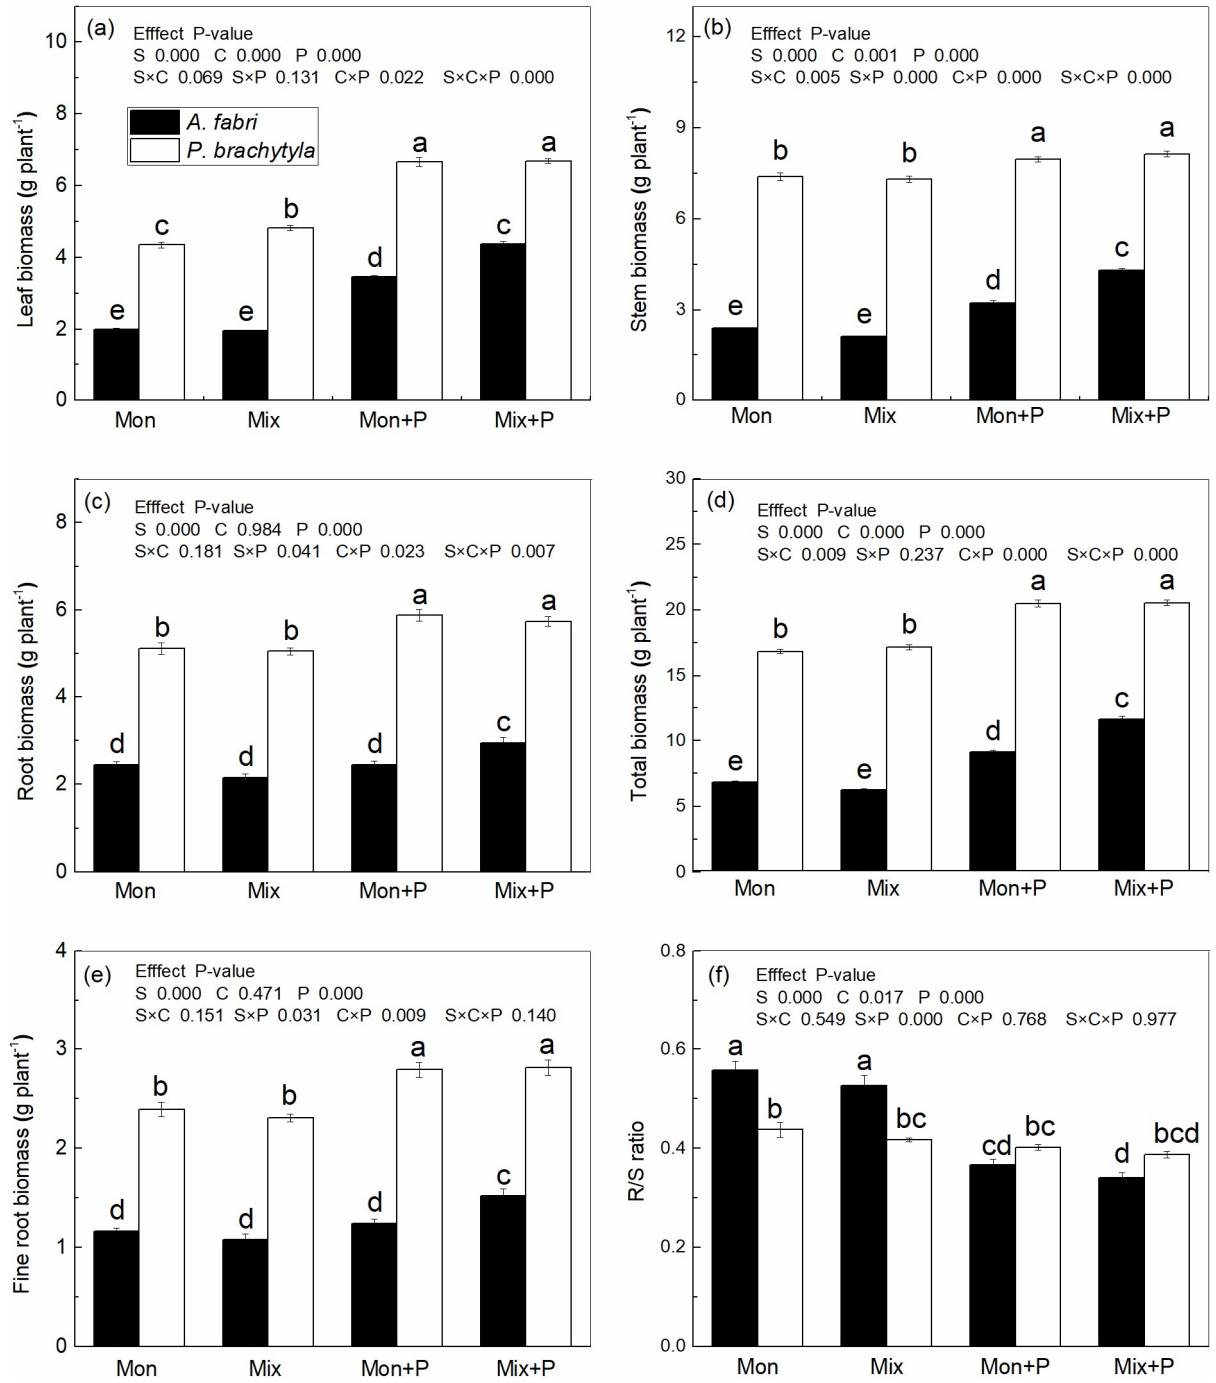 (a)
Efffect P-value
S 0.000 C 0.000 P 0.000
S×C 0.069 S×P 0.131 C×P 0.022 S×C×P 0.000
A. fabri
P. brachytyla
Leaf biomass (g plant-1)
10
8
6
4
2
0
e
c
e
b
d
a
c
a
Mon
Mix
Mon+P
Mix+P
(b)
Efffect P-value
S 0.000 C 0.001 P 0.000
S×C 0.005 S×P 0.000 C×P 0.000 S×C×P 0.000
Stem biomass (g plant-1)
12
9
6
3
0
e
b
e
b
d
a
c
a
Mon
Mix
Mon+P
Mix+P
(c)
Efffect P-value
S 0.000 C 0.984 P 0.000
S×C 0.181 S×P 0.041 C×P 0.023 S×C×P 0.007
Root biomass (g plant-1)
8
6
4
2
0
d
b
d
b
d
a
c
a
Mon
Mix
Mon+P
Mix+P
(d)
Efffect P-value
S 0.000 C 0.000 P 0.000
S×C 0.009 S×P 0.237 C×P 0.000 S×C×P 0.000
Total biomass (g plant-1)
30
25
20
15
10
5
0
e
b
e
b
d
a
c
a
Mon
Mix
Mon+P
Mix+P
(e)
Efffect P-value
S 0.000 C 0.471 P 0.000
S×C 0.151 S×P 0.031 C×P 0.009 S×C×P 0.140
Fine root biomass (g plant-1)
4
3
2
1
0
d
b
d
b
d
a
c
a
Mon
Mix
Mon+P
Mix+P
(f)
Efffect P-value
S 0.000 C 0.017 P 0.000
S×C 0.549 S×P 0.000 C×P 0.768 S×C×P 0.977
R/S ratio
0.8
0.6
0.4
0.2
0.0
a
b
a
bc
cd
bc
d
bcd
Mon
Mix
Mon+P
Mix+P